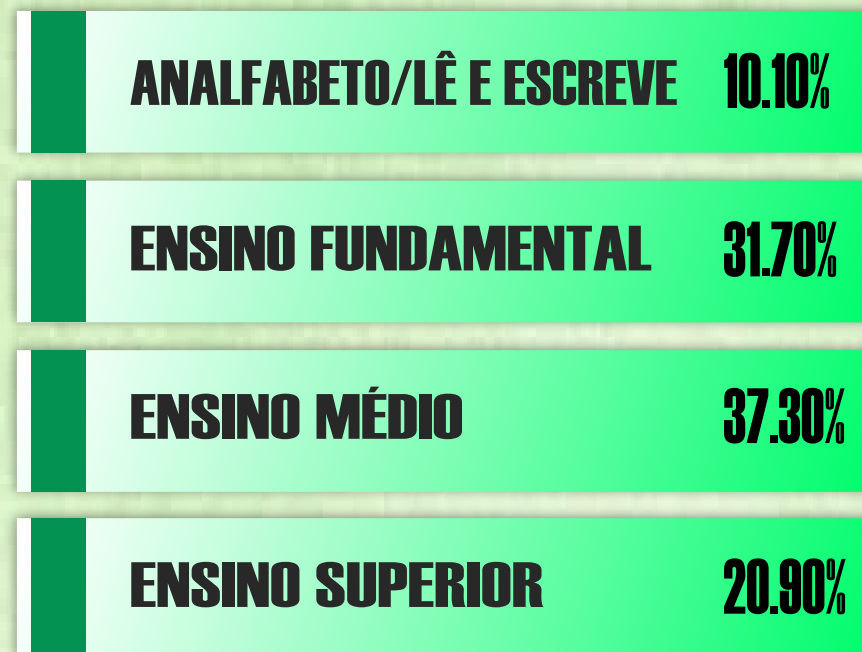 ANALFABETO/LÊ E ESCREVE 10.10%
ENSINO FUNDAMENTAL 31.70%
ENSINO MÉDIO 37.30%
ENSINO SUPERIOR 20.90%